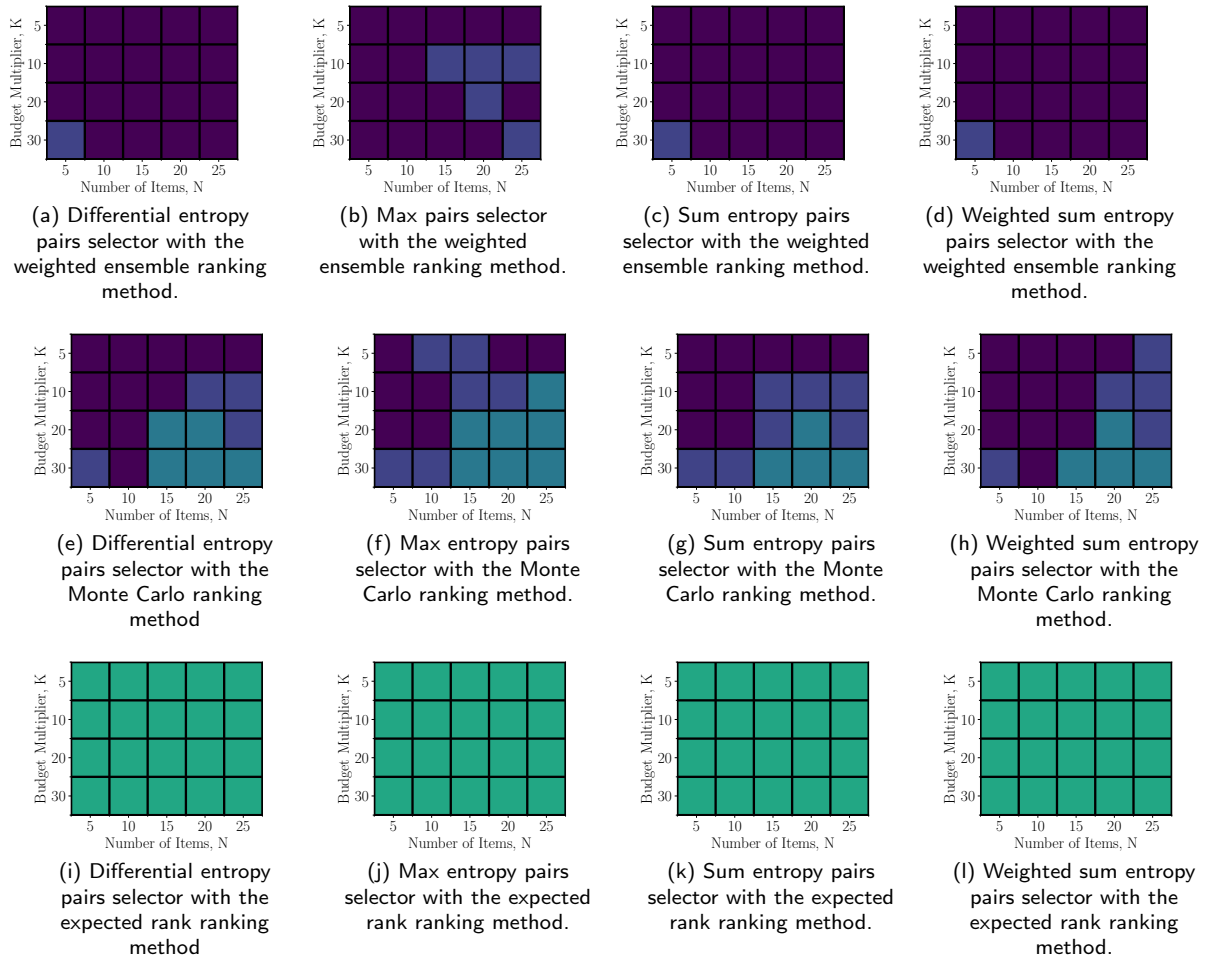 Budget Multiplier, K
5
10
20
30
5 10 15 20 25
Number of Items, N
(a) Differential entropy
pairs selector with the
weighted ensemble ranking
method.
Budget Multiplier, K
5
10
20
30
5 10 15 20 25
Number of Items, N
(b) Max pairs selector
with the weighted
ensemble ranking method.
Budget Multiplier, K
5
10
20
30
5 10 15 20 25
Number of Items, N
(c) Sum entropy pairs
selector with the weighted
ensemble ranking method.
Budget Multiplier, K
5
10
20
30
5 10 15 20 25
Number of Items, N
(d) Weighted sum entropy
pairs selector with the
weighted ensemble ranking
method.
Budget Multiplier, K
5
10
20
30
5 10 15 20 25
Number of Items, N
(e) Differential entropy
pairs selector with the
Monte Carlo ranking
method
Budget Multiplier, K
5
10
20
30
5 10 15 20 25
Number of Items, N
(f) Max entropy pairs
selector with the Monte
Carlo ranking method.
Budget Multiplier, K
5
10
20
30
5 10 15 20 25
Number of Items, N
(g) Sum entropy pairs
selector with the Monte
Carlo ranking method.
Budget Multiplier, K
5
10
20
30
5 10 15 20 25
Number of Items, N
(h) Weighted sum entropy
pairs selector with the
Monte Carlo ranking
method.
Budget Multiplier, K
5
10
20
30
5 10 15 20 25
Number of Items, N
(i) Differential entropy
pairs selector with the
expected rank ranking
method
Budget Multiplier, K
5
10
20
30
5 10 15 20 25
Number of Items, N
(j) Max entropy pairs
selector with the expected
rank ranking method.
Budget Multiplier, K
5
10
20
30
5 10 15 20 25
Number of Items, N
(k) Sum entropy pairs
selector with the expected
rank ranking method.
Budget Multiplier, K
5
10
20
30
5 10 15 20 25
Number of Items, N
(l) Weighted sum entropy
pairs selector with the
expected rank ranking
method.